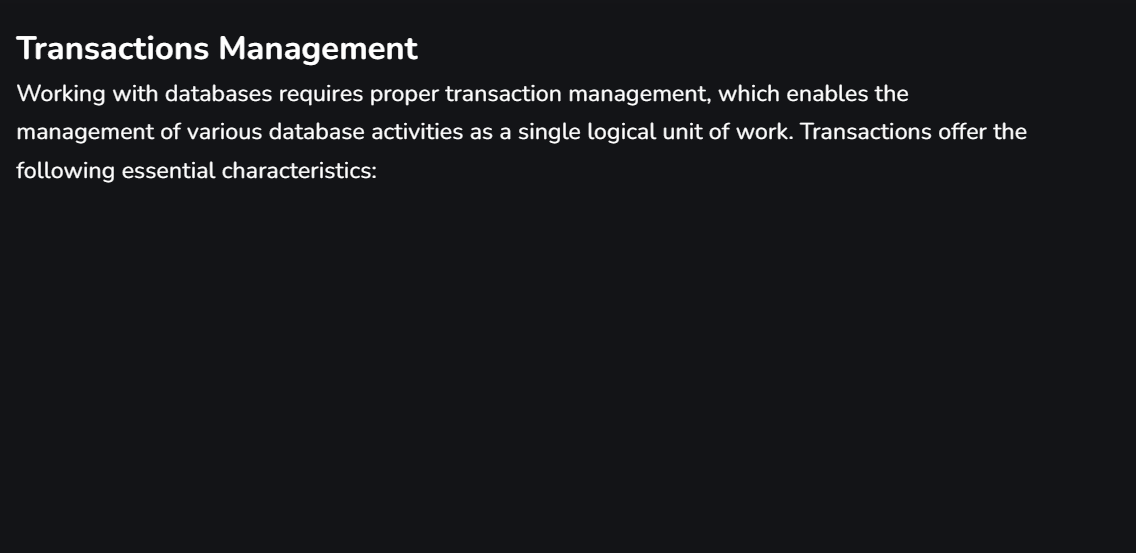 Transactions Management
Working with databases requires proper transaction management, which enables the
management of various database activities as a single logical unit of work. Transactions offer the
following essential characteristics: